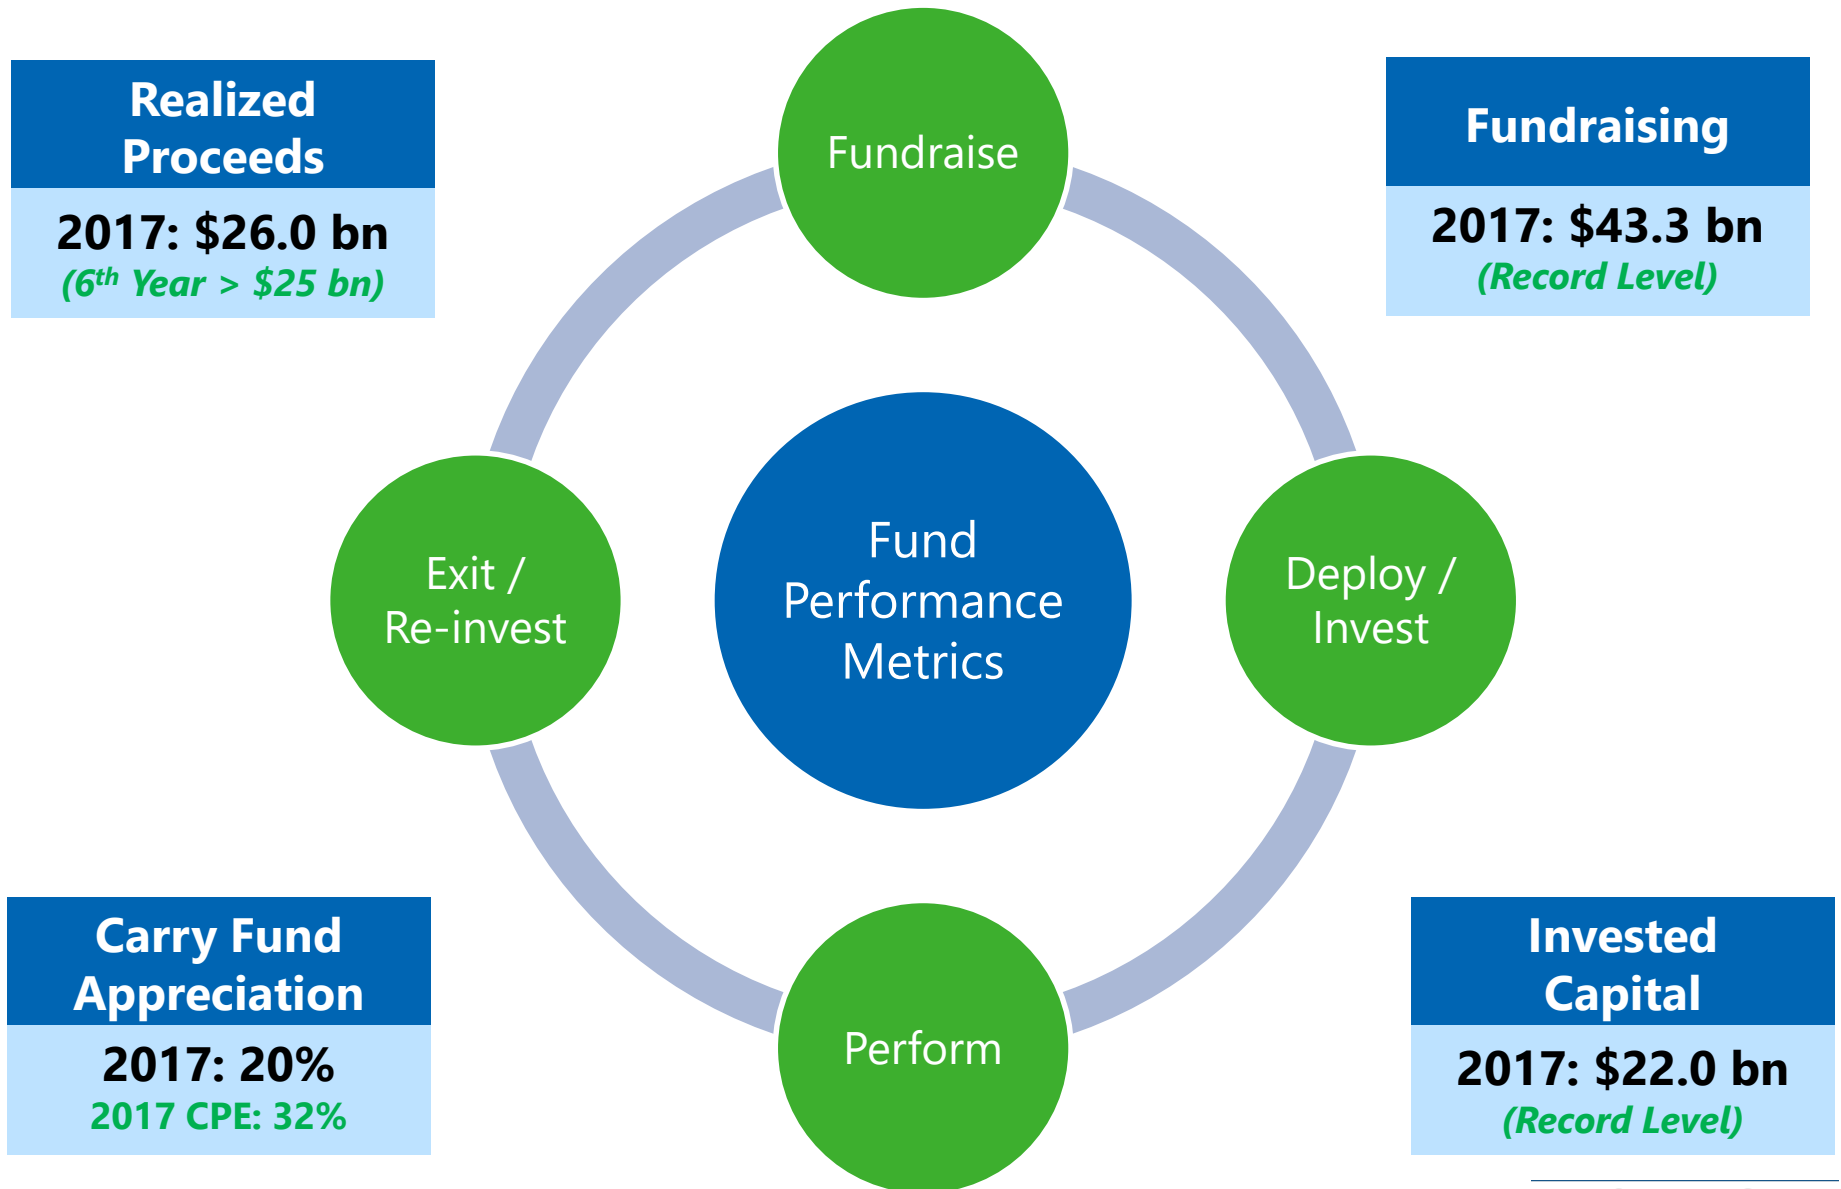 Realized
Proceeds
2017: $26.0 bn
(6th Year > $25 bn)
Fundraise
Fundraising
2017: $43.3 bn
(Record Level)
Exit /
Re-invest
Fund
Performance
Metrics
Deploy /
Invest
Carry Fund
Appreciation
2017: 20%
2017 CPE: 32%
Perform
Invested
Capital
2017: $22.0 bn
(Record Level)